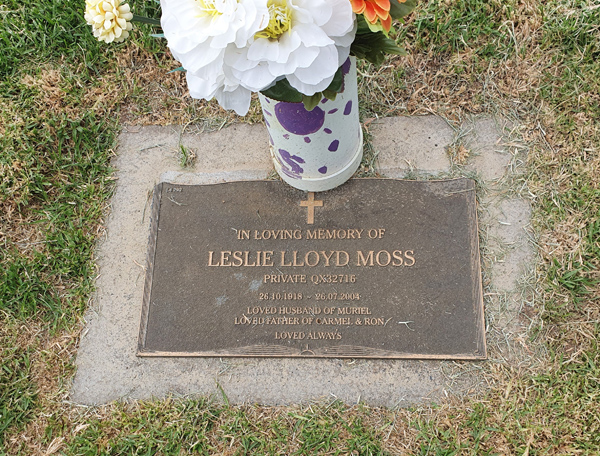 IN LOVING MEMORY OF
LESLIE LLOYD MOSS
PRIVATE QX32716
26.10.1918 ~ 26.07.2004
LOVED HUSBAND OF MURIEL
LOVED FATHER OF CARMEL & RON
LOVED ALWAYS